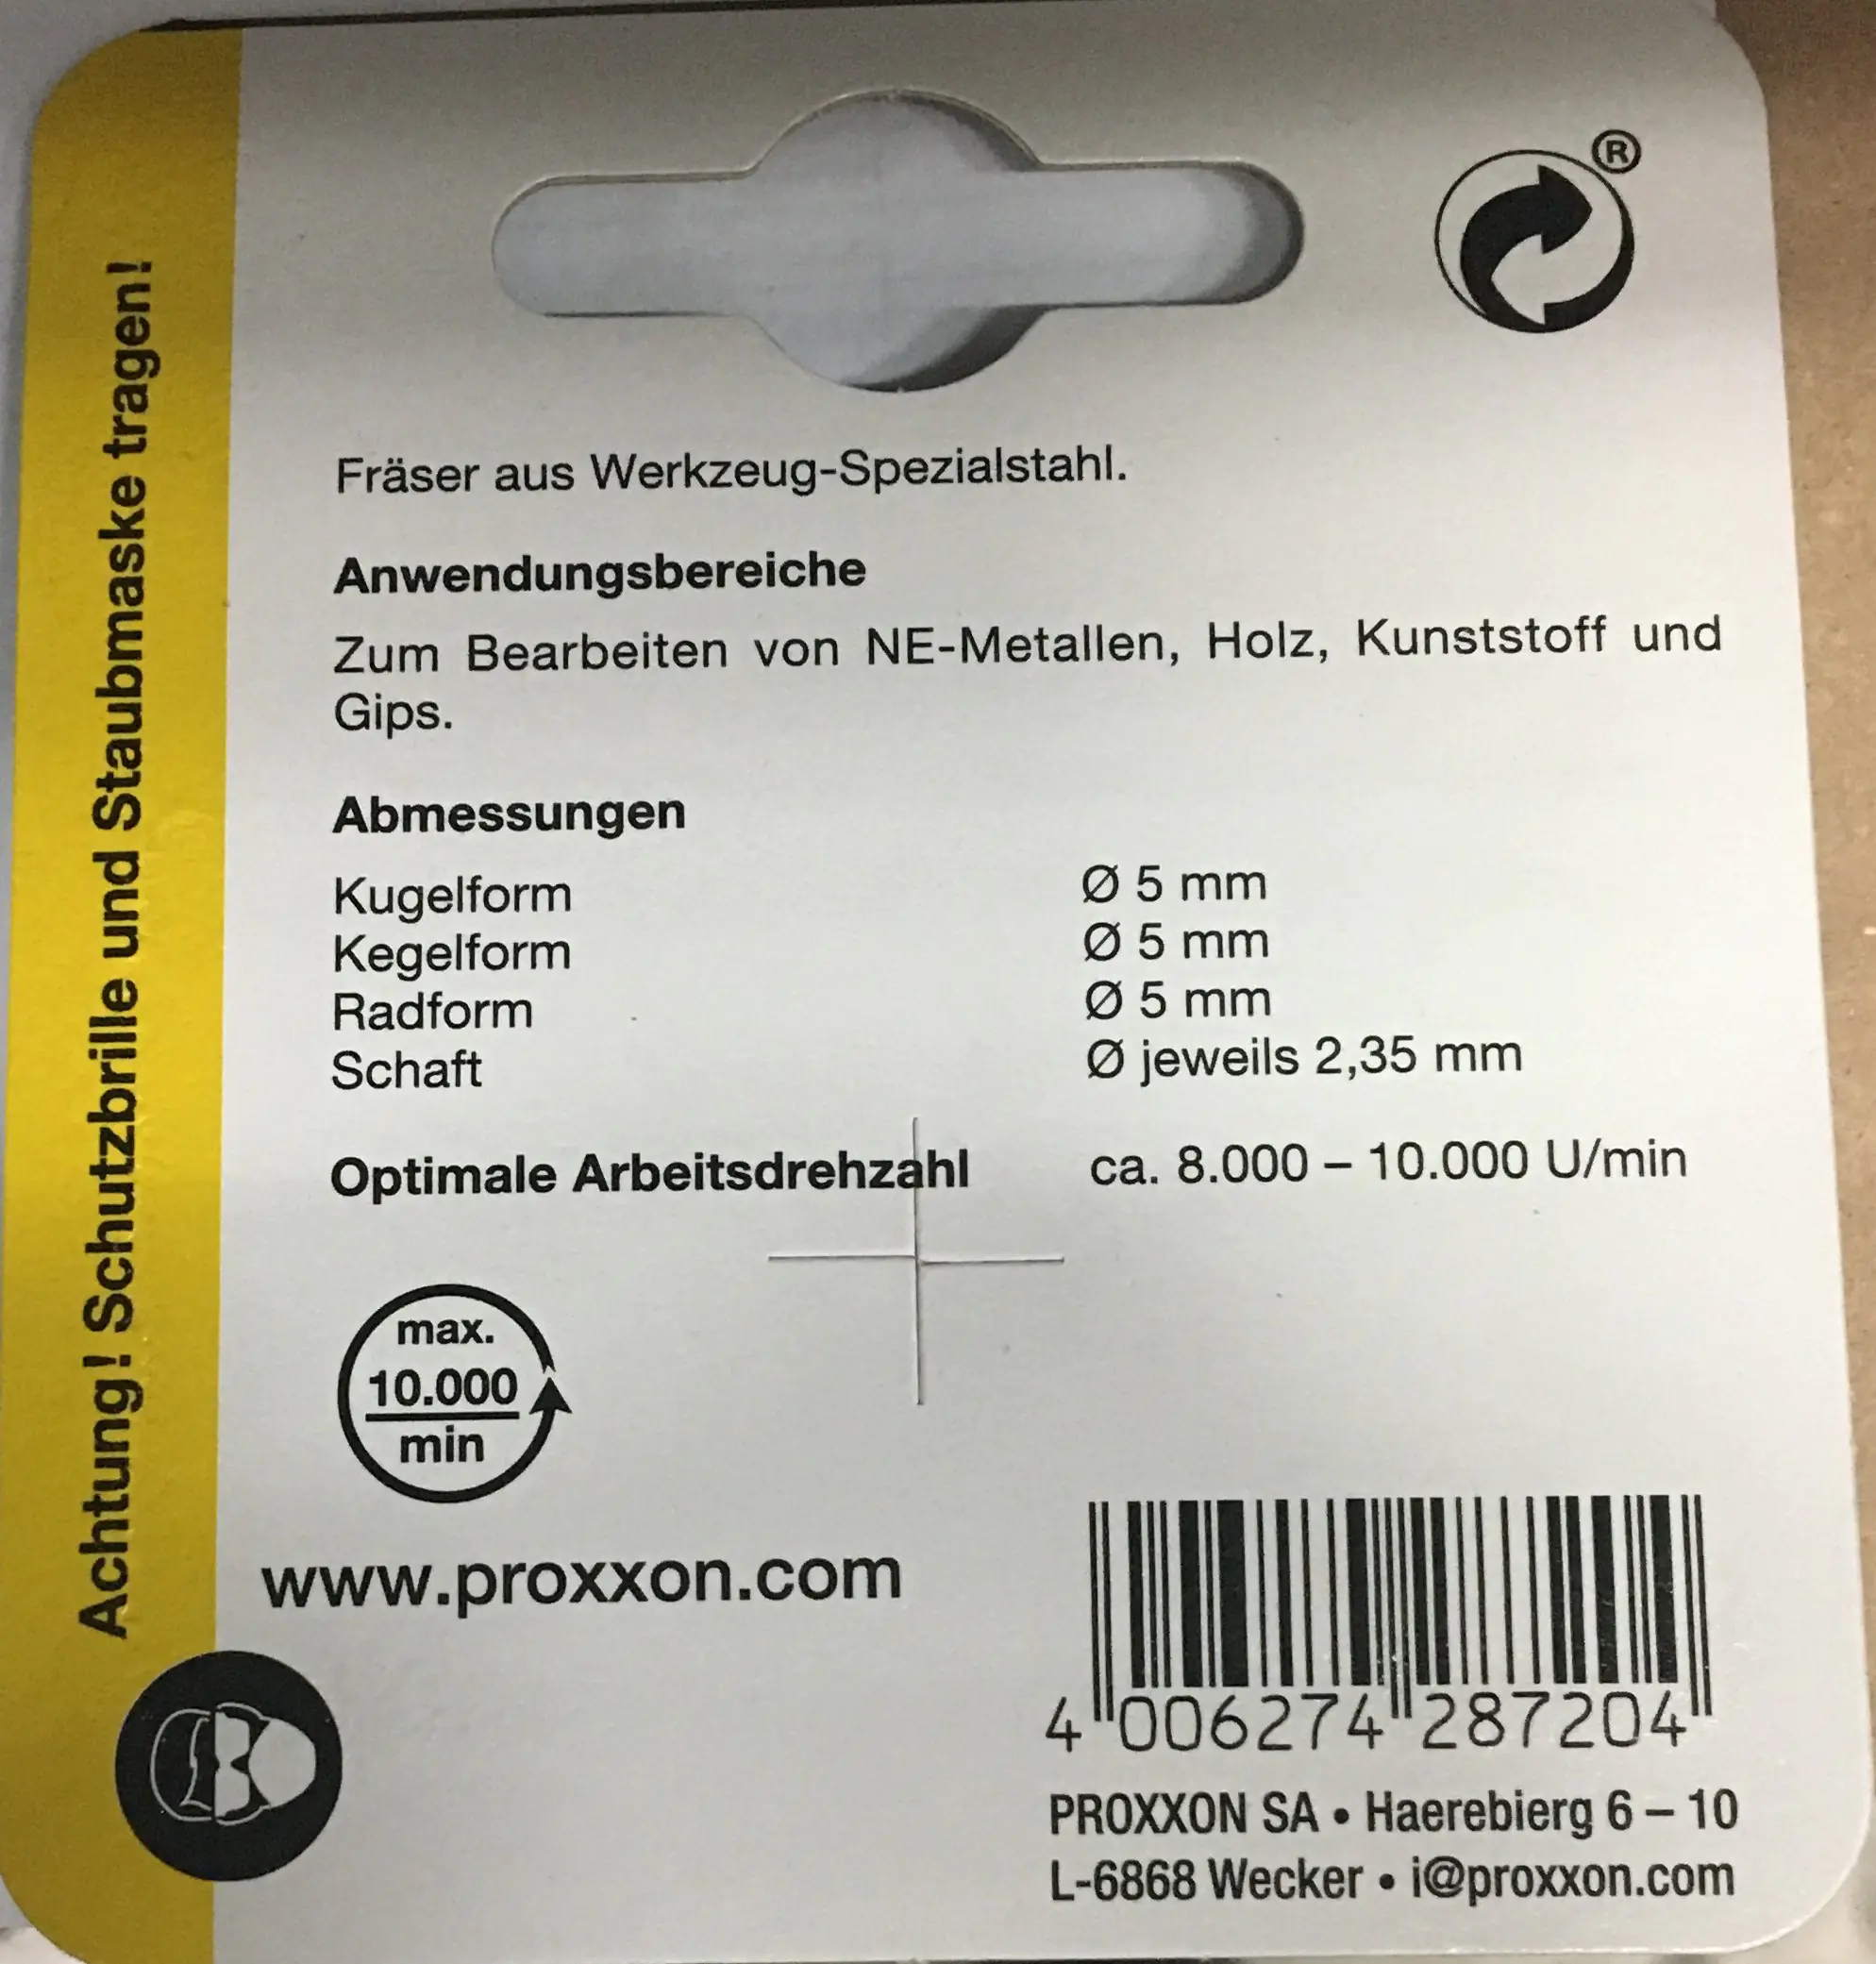 Achtung! Schutzbrille und Staubmaske tragen!
®
Fräser aus Werkzeug-Spezialstahl.
Anwendungsbereiche
Zum Bearbeiten von NE-Metallen, Holz, Kunststoff und
Gips.
Abmessungen
Kugelform Ø 5 mm
Kegelform Ø 5 mm
Radform Ø 5 mm
Schaft Ø jeweils 2,35 mm
Optimale Arbeitsdrehzahl ca. 8.000 – 10.000 U/min
max.
10.000
min
www.proxxon.com
4 006274 287204
PROXXON SA • Haerebierg 6 – 10
L-6868 Wecker • i@proxxon.com